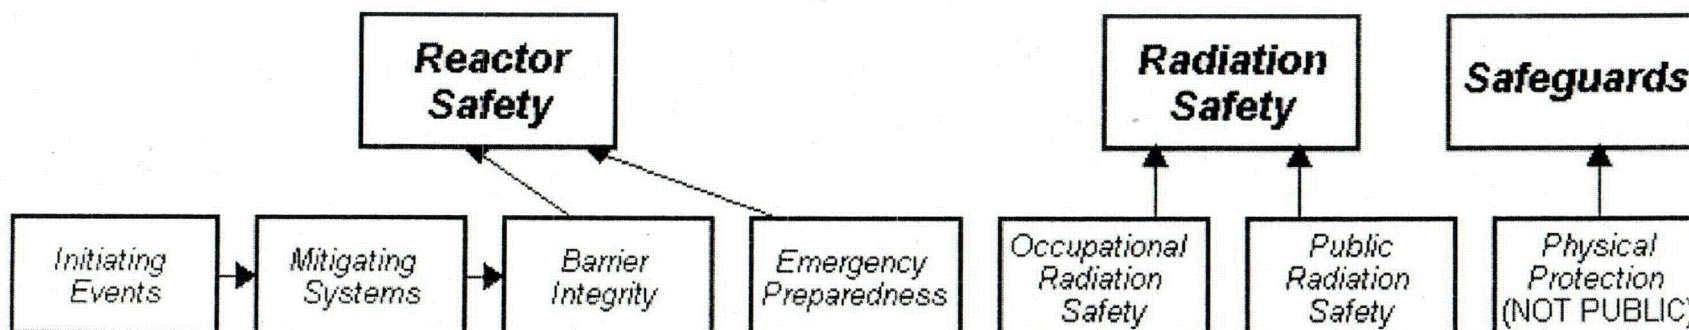 Reactor
Safety
Radiation
Safety
Safeguards
Initiating
Events
Mitigating
Systems
Barrier
Integrity
Emergency
Preparedness
Occupational
Radiation
Safety
Public
Radiation
Safety
Physical
Protection
(NOT PUBLIC)